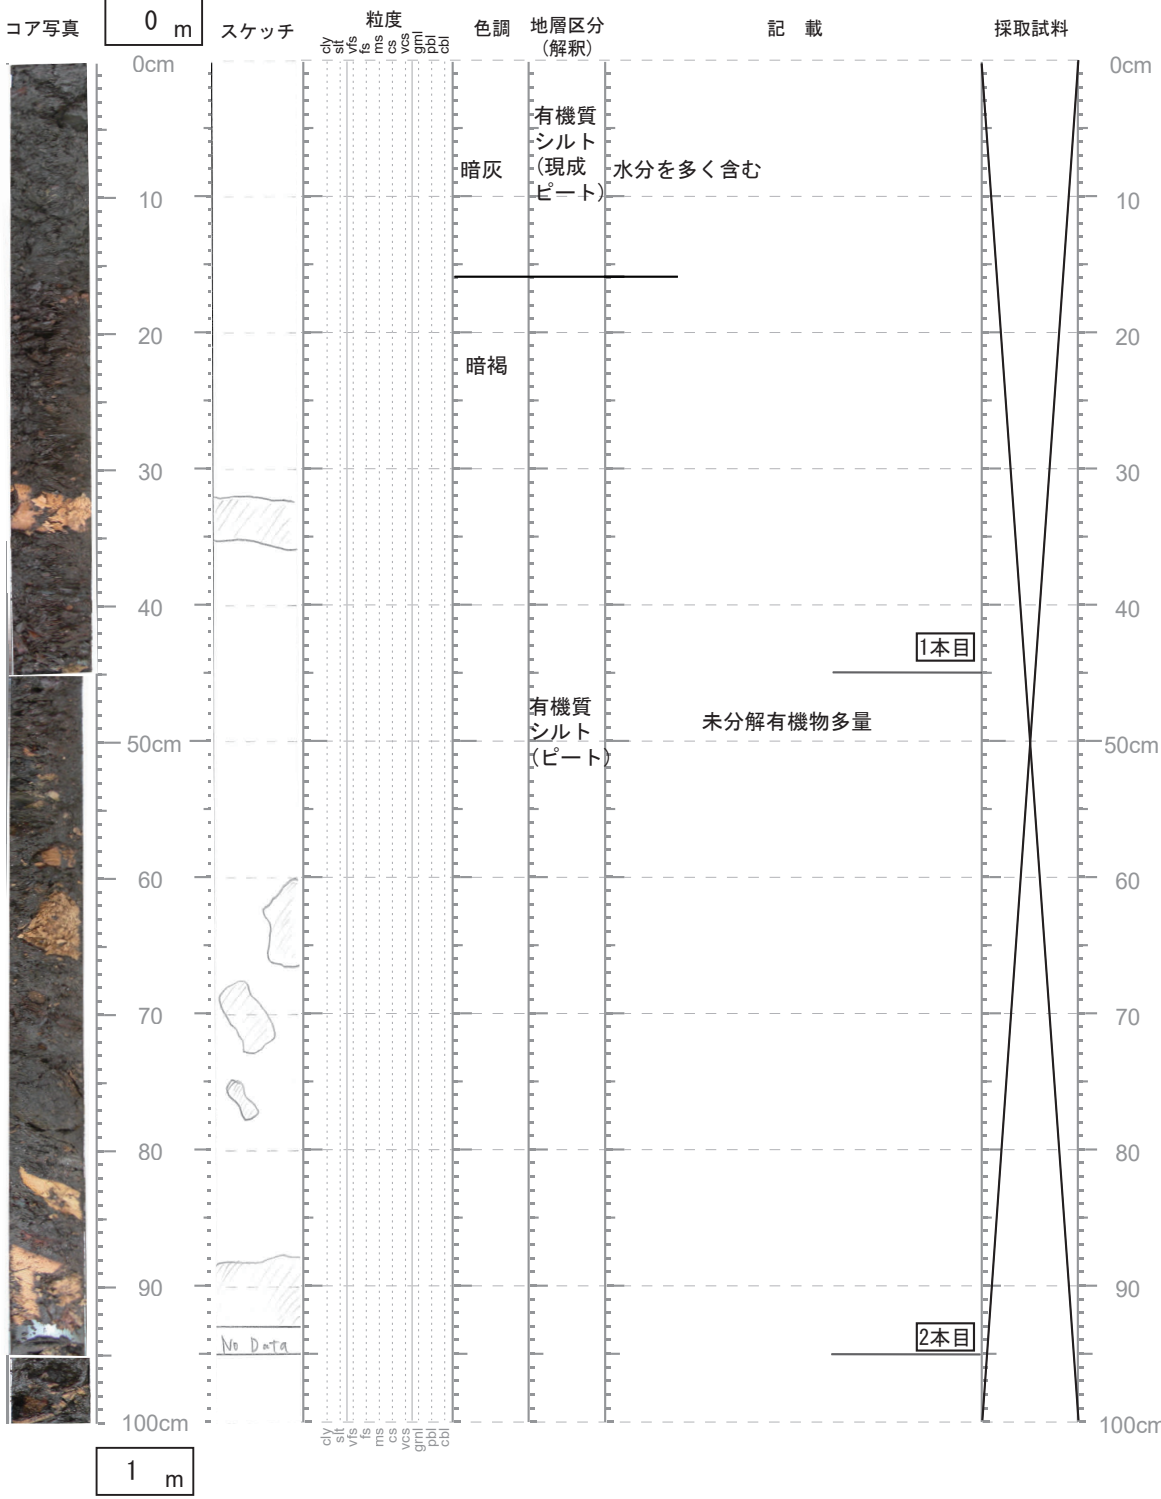 コア写真
0 m
スケッチ
粒度
cly slt vfs fs ms cs vcs grnl pbl cbl
色調
地層区分
(解釈)
記 載
採取試料
0cm
0cm
有機質
シルト
(現成
ピート)
暗灰
水分を多く含む
10
10
20
20
暗褐
30
30
40
40
1本目
有機質
シルト
(ピート)
未分解有機物多量
50cm
50cm
60
60
70
70
80
80
90
90
2本目
No Data
100cm
100cm
cly slt vfs fs ms cs vcs grnl pbl cbl
1 m